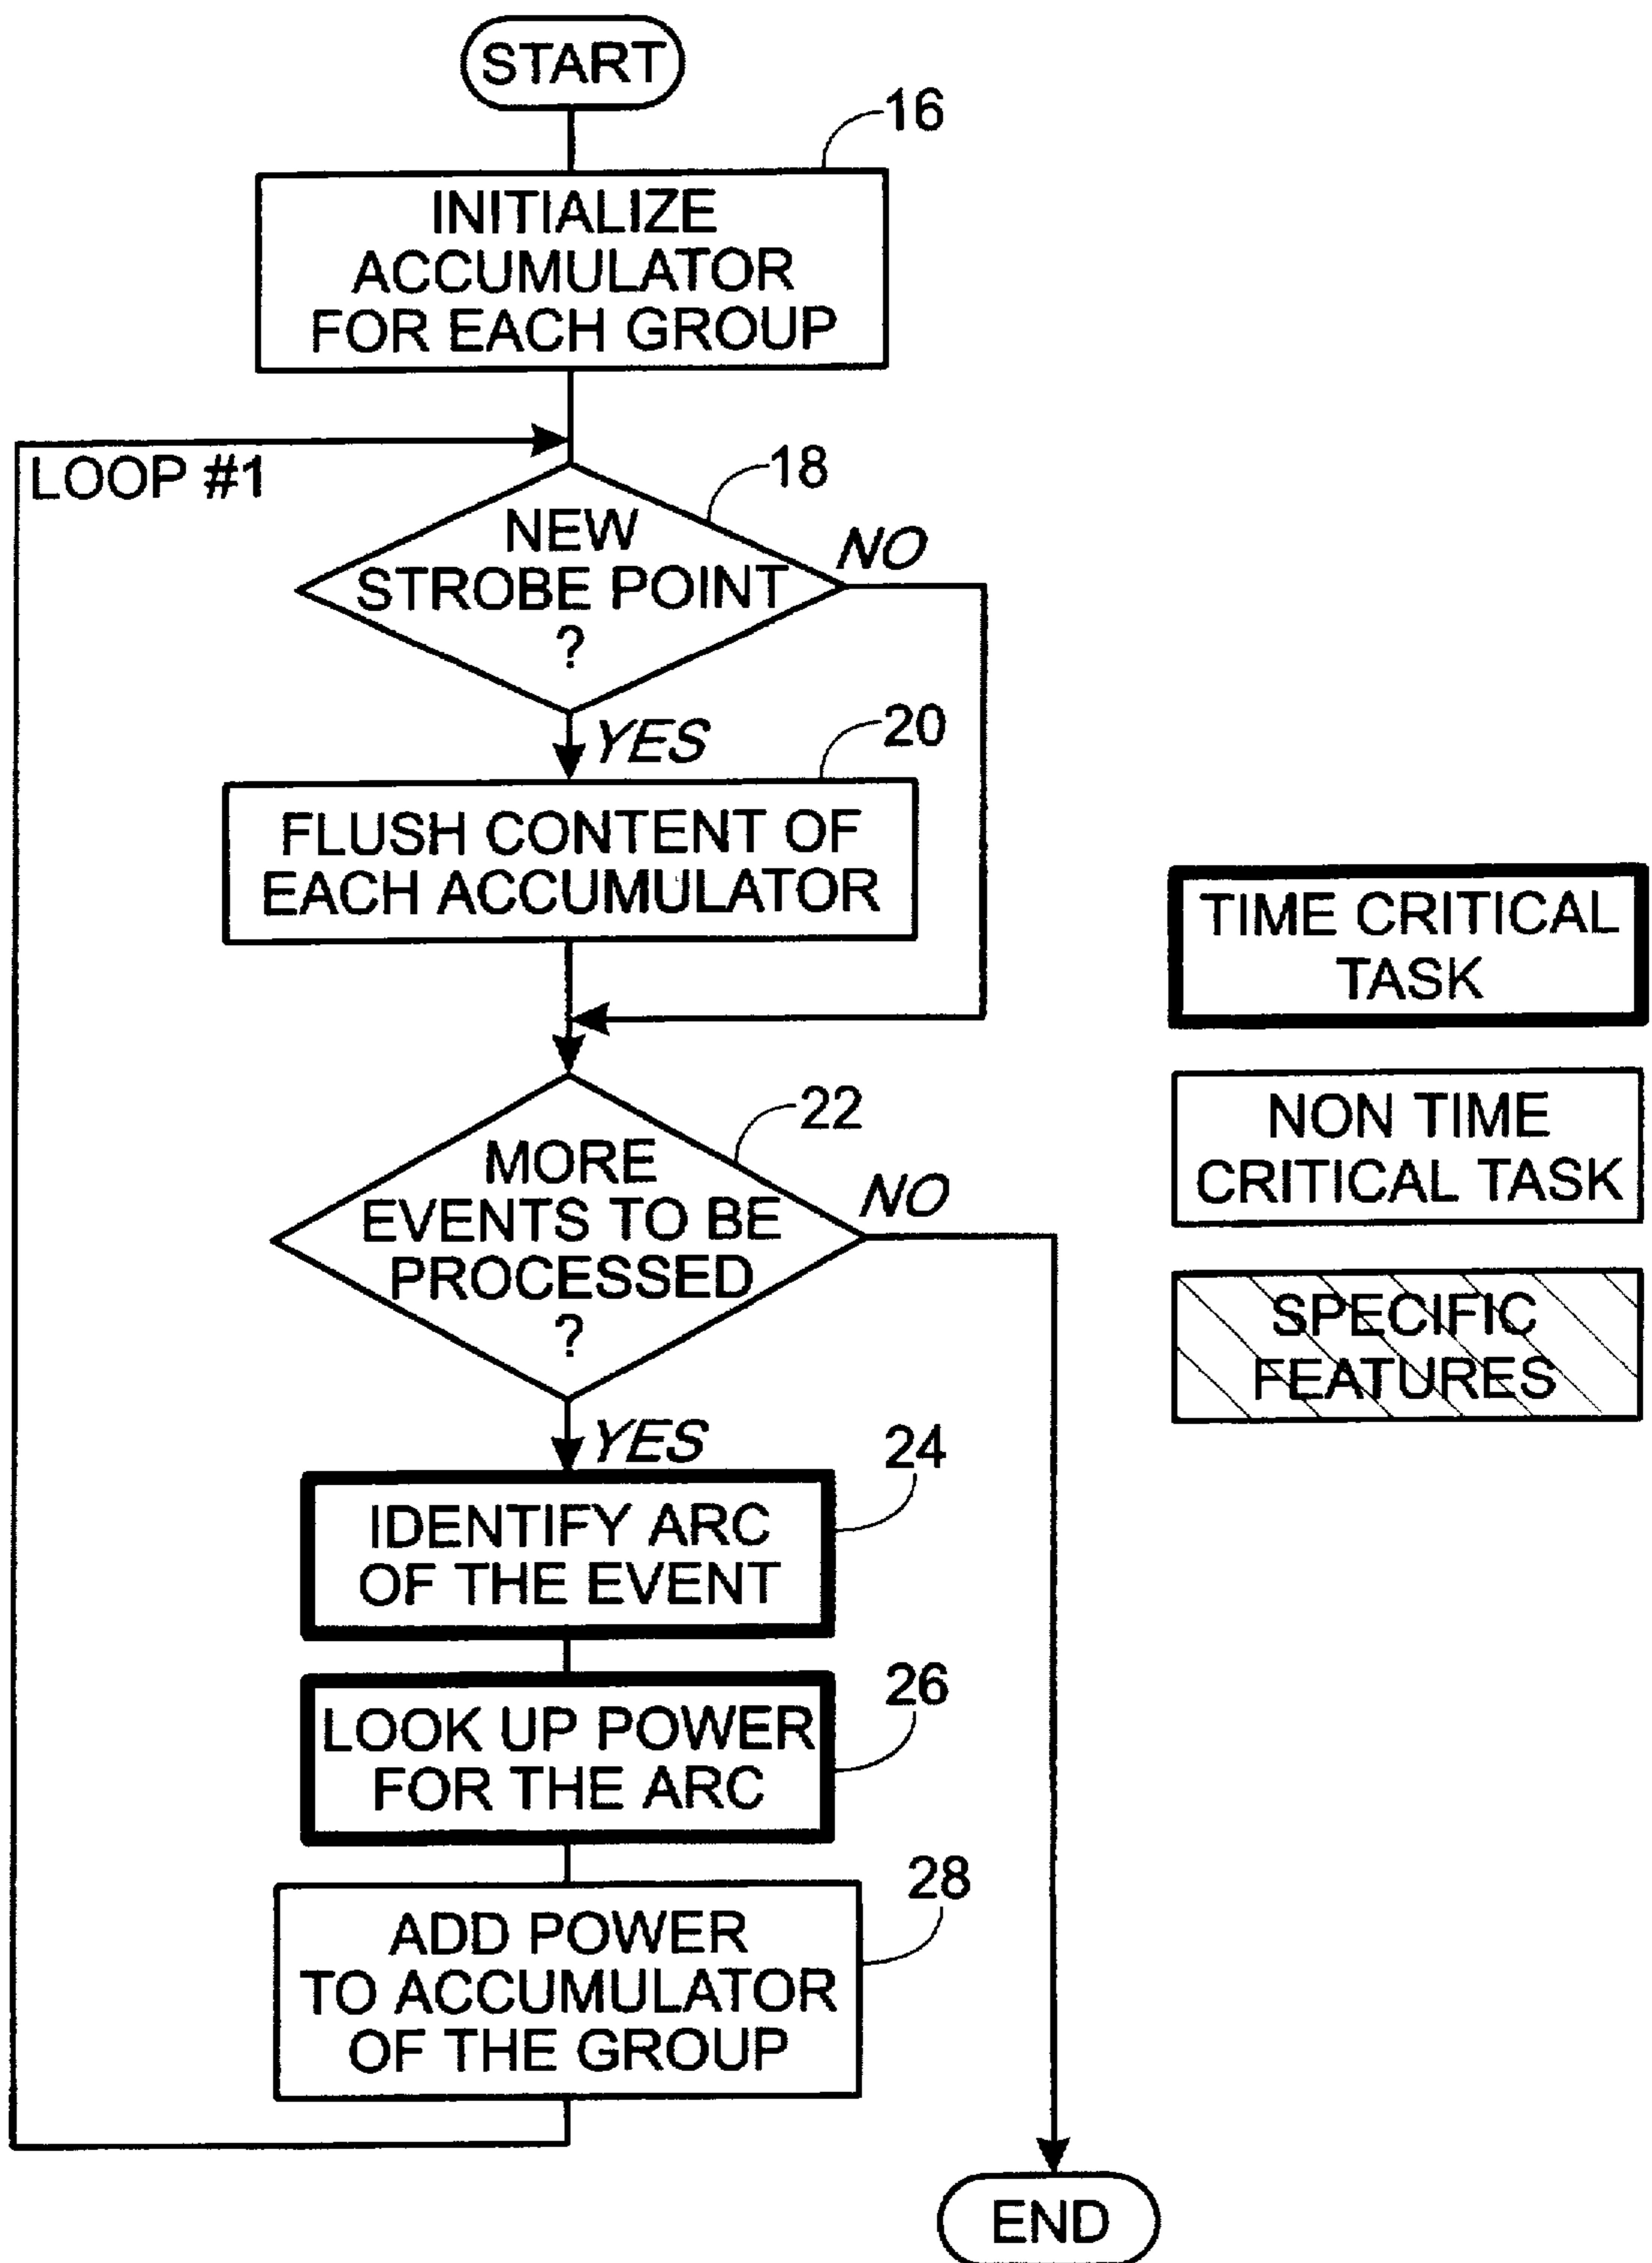 START
16
INITIALIZE
ACCUMULATOR
FOR EACH GROUP
LOOP #1
18
NEW
STROBE POINT
?
NO
YES
20
FLUSH CONTENT OF
EACH ACCUMULATOR
22
MORE
EVENTS TO BE
PROCESSED
?
NO
YES
24
IDENTIFY ARC
OF THE EVENT
26
LOOK UP POWER
FOR THE ARC
28
ADD POWER
TO ACCUMULATOR
OF THE GROUP
END
TIME CRITICAL
TASK
NON TIME
CRITICAL TASK
SPECIFIC
FEATURES